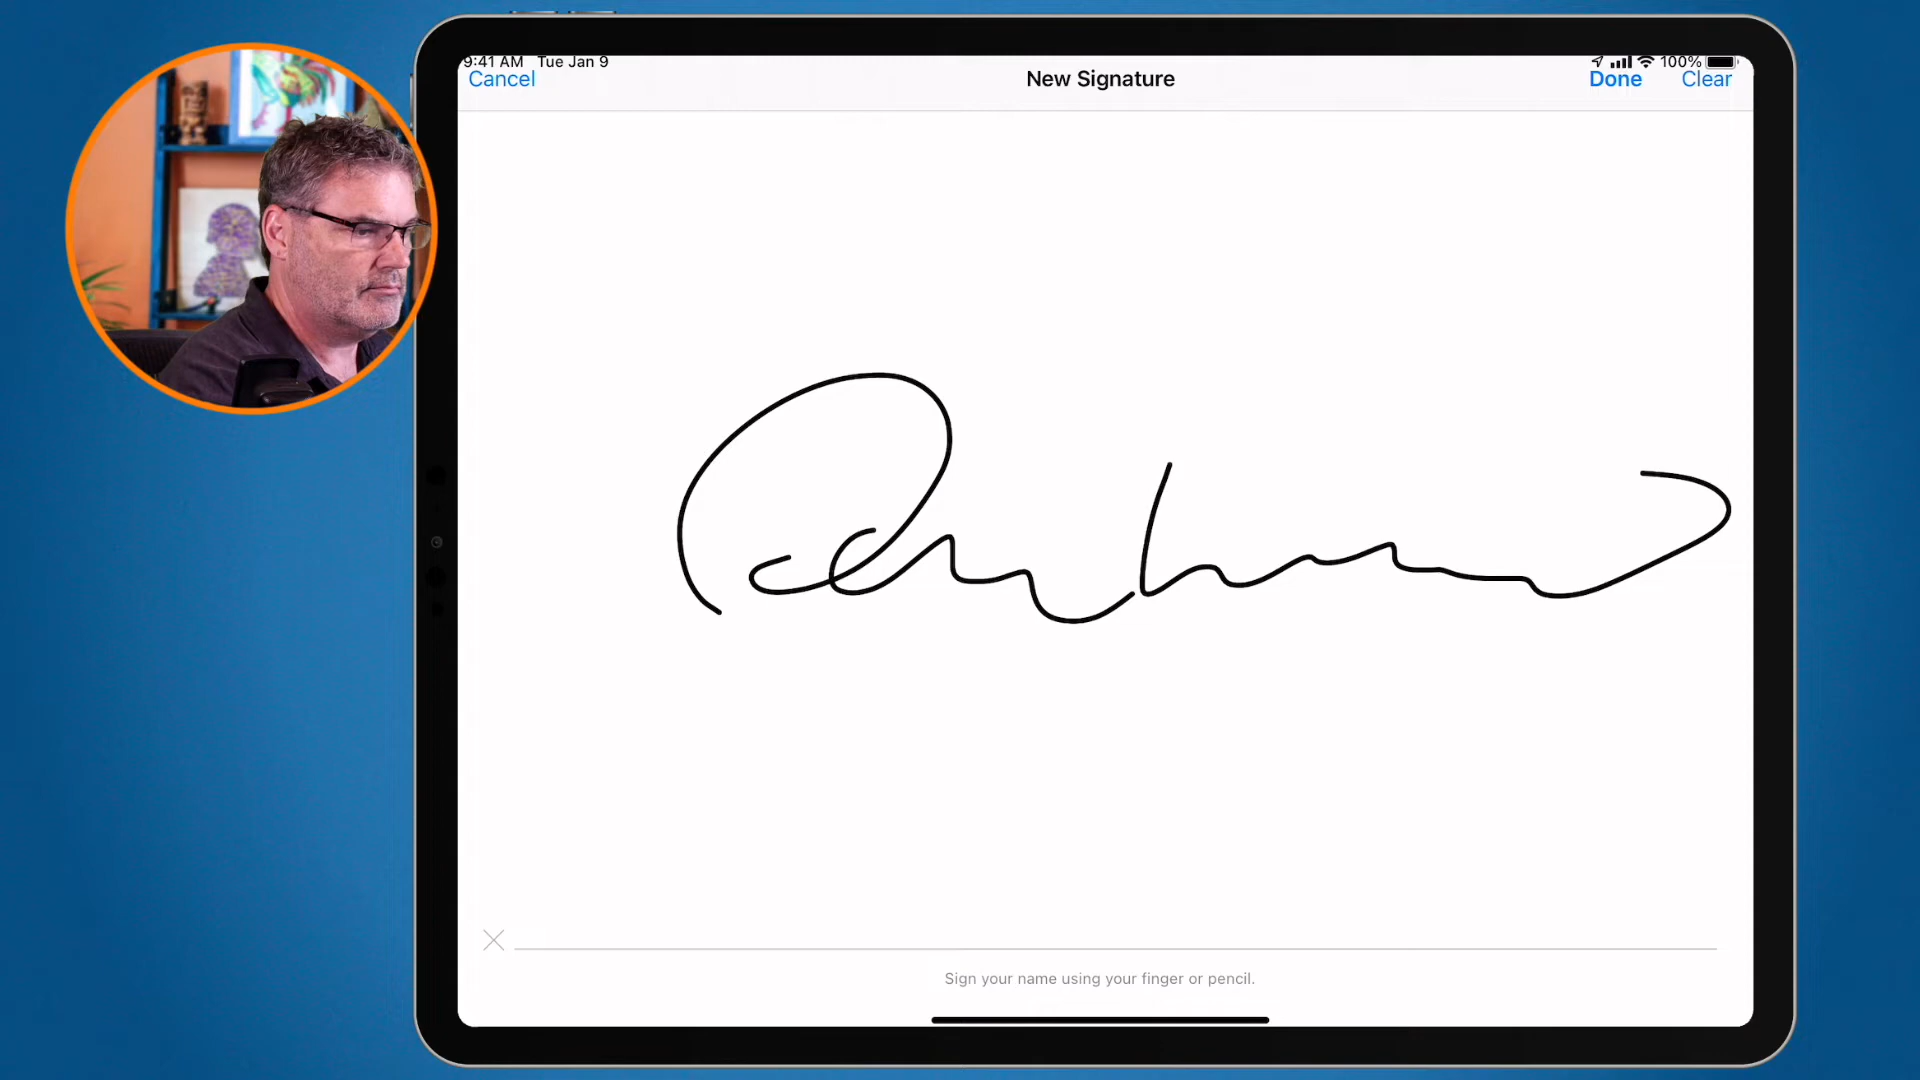 9:41 AM Tue Jan 9 100%
Cancel New Signature Done Clear
Sign your name using your finger or pencil.